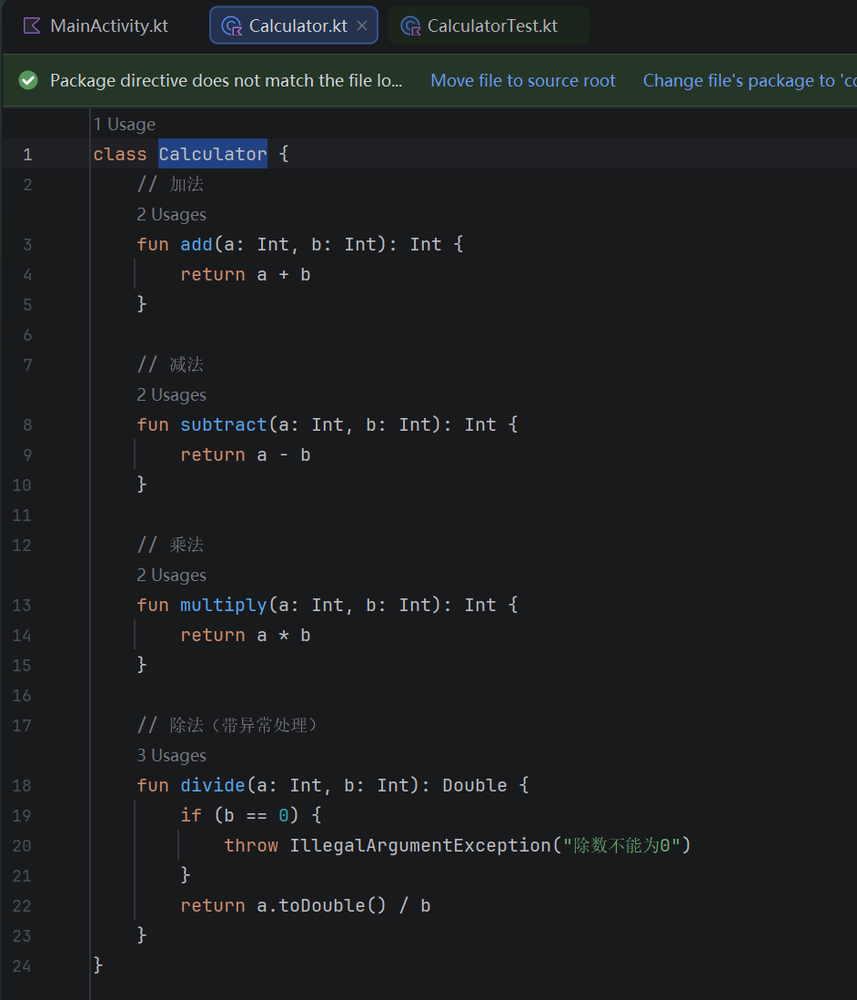 MainActivity.kt Calculator.kt CalculatorTest.kt
Package directive does not match the file lo... Move file to source root Change file's package to 'co
1 Usage
1 class Calculator {
2 // 加法
2 Usages
3 fun add(a: Int, b: Int): Int {
4 return a + b
5 }
6
7 // 减法
2 Usages
8 fun subtract(a: Int, b: Int): Int {
9 return a - b
10 }
11
12 // 乘法
2 Usages
13 fun multiply(a: Int, b: Int): Int {
14 return a * b
15 }
16
17 // 除法（带异常处理）
3 Usages
18 fun divide(a: Int, b: Int): Double {
19 if (b == 0) {
20 throw IllegalArgumentException("除数不能为0")
21 }
22 return a.toDouble() / b
23 }
24 }